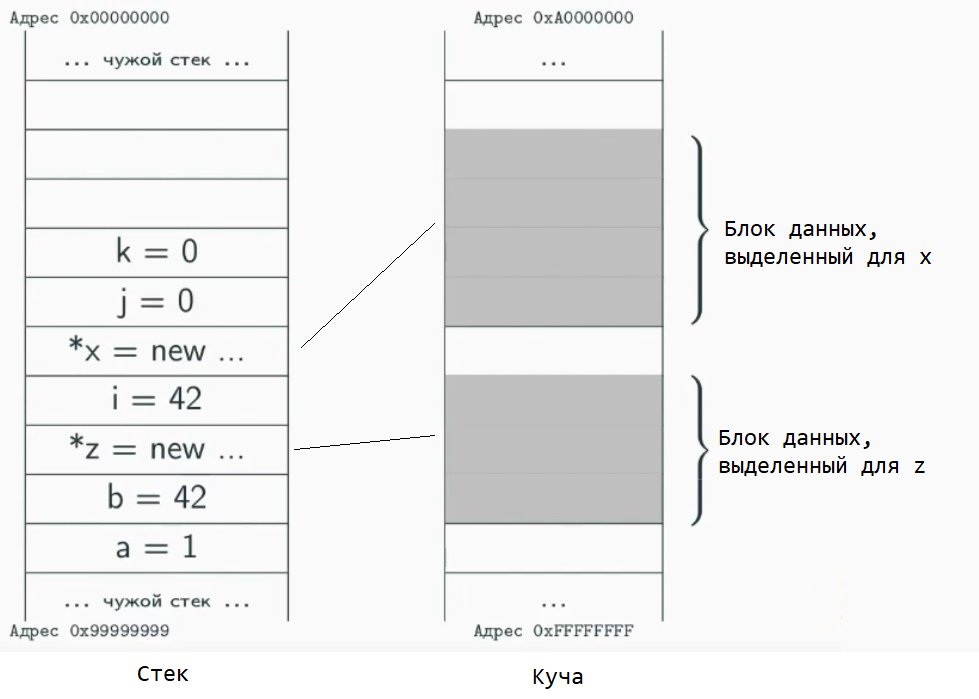 Адрес 0x00000000
... чужой стек ...
k = 0
j = 0
*x = new ...
i = 42
*z = new ...
b = 42
a = 1
... чужой стек ...
Адрес 0x99999999
Стек
Адрес 0xA0000000
...
...
Адрес 0xFFFFFFFF
Куча
Блок данных,
выделенный для x
Блок данных,
выделенный для z